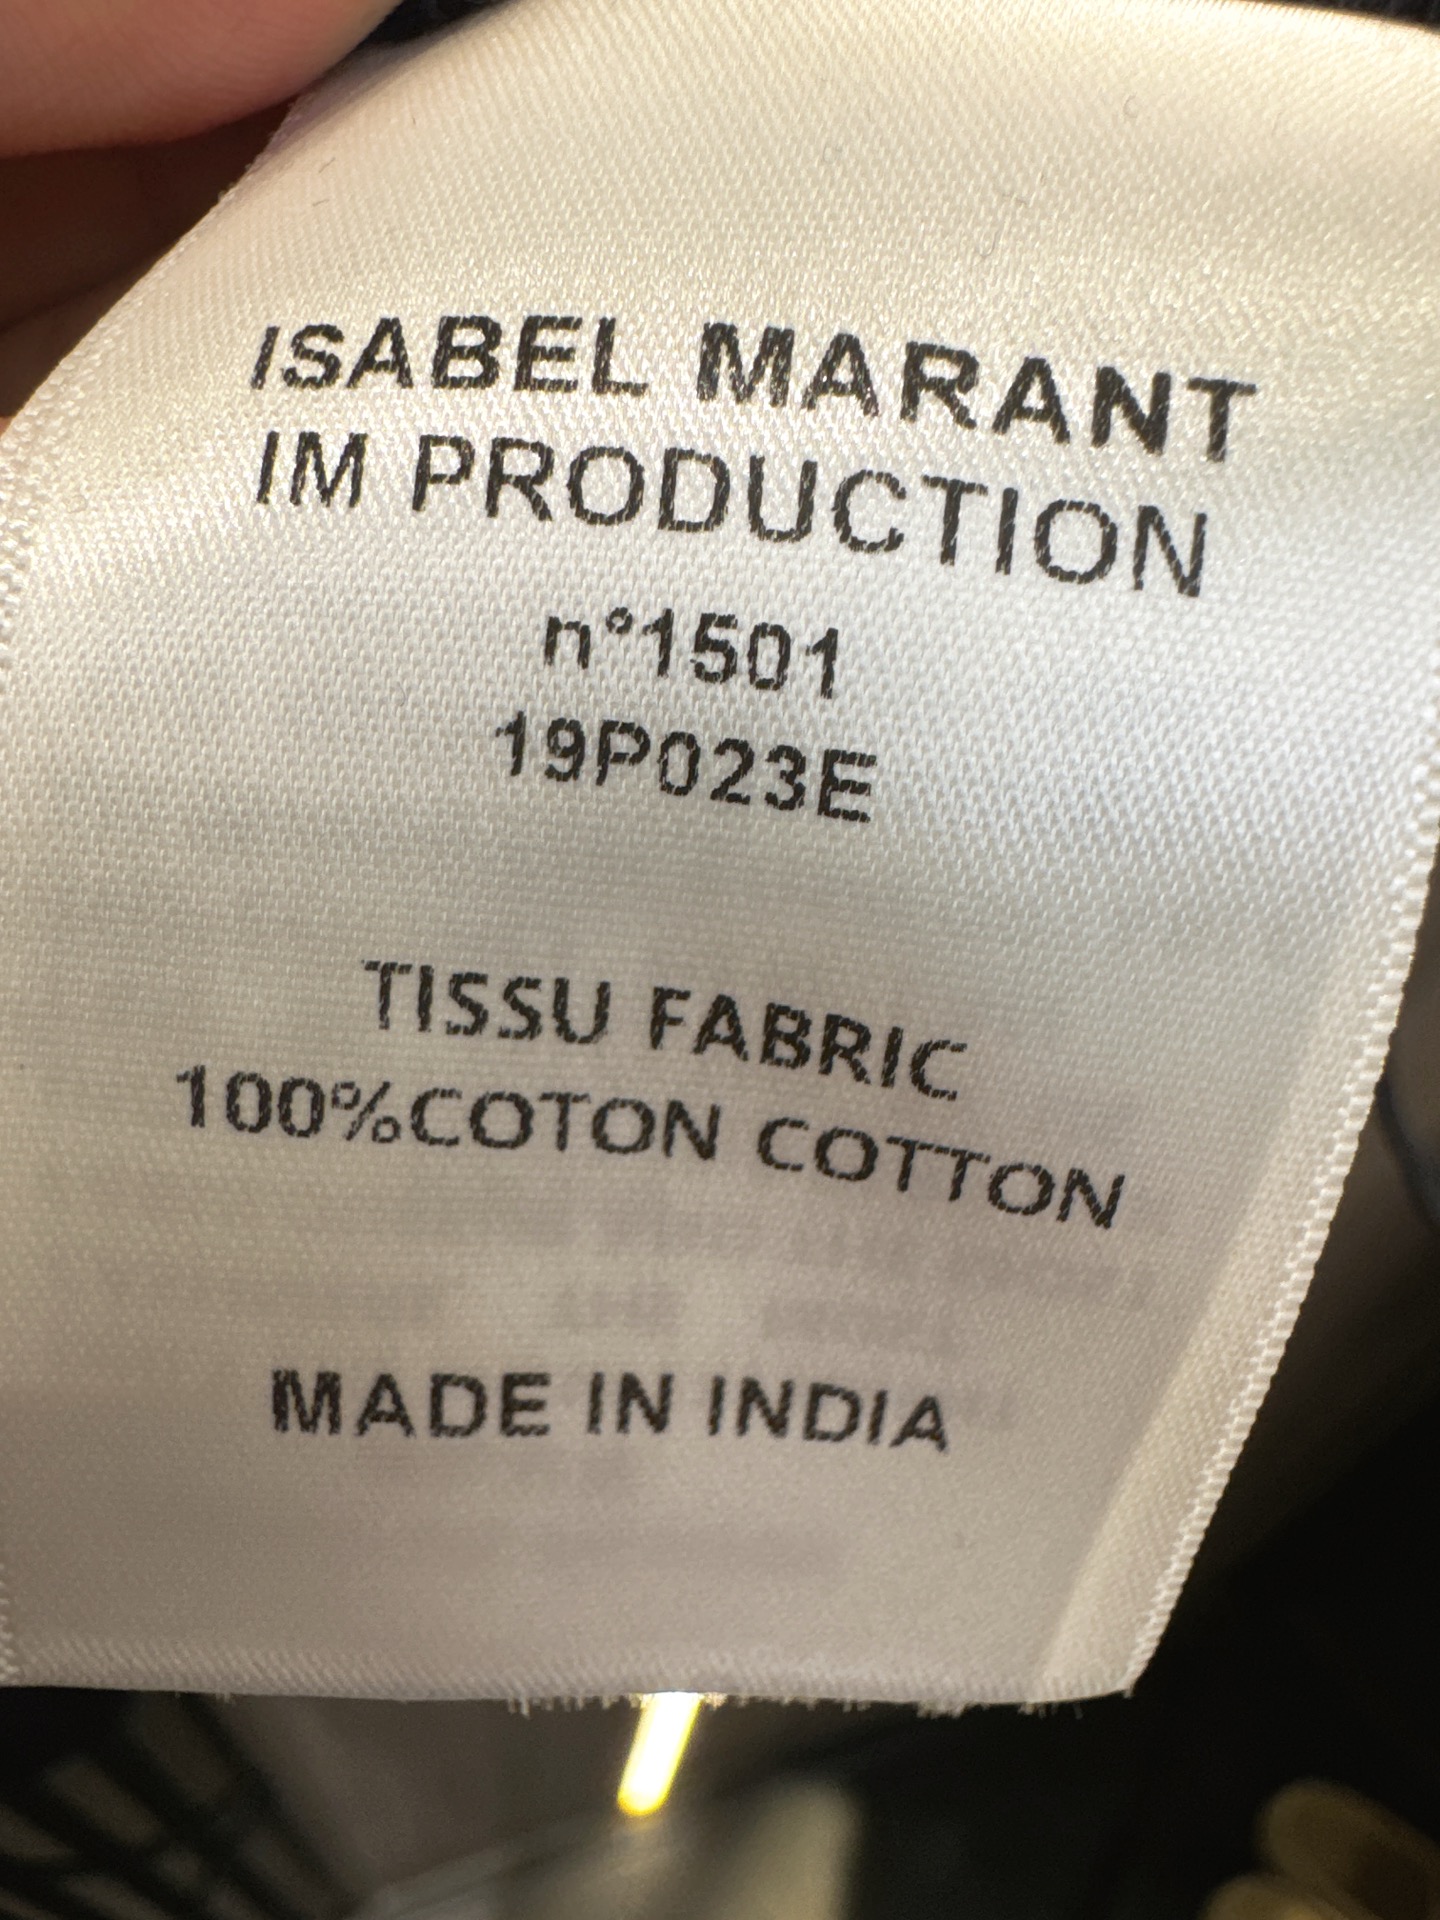 ISABEL MARANT
IM PRODUCTION
n°1501
19P023E
TISSU FABRIC
100%COTON COTTON
MADE IN INDIA